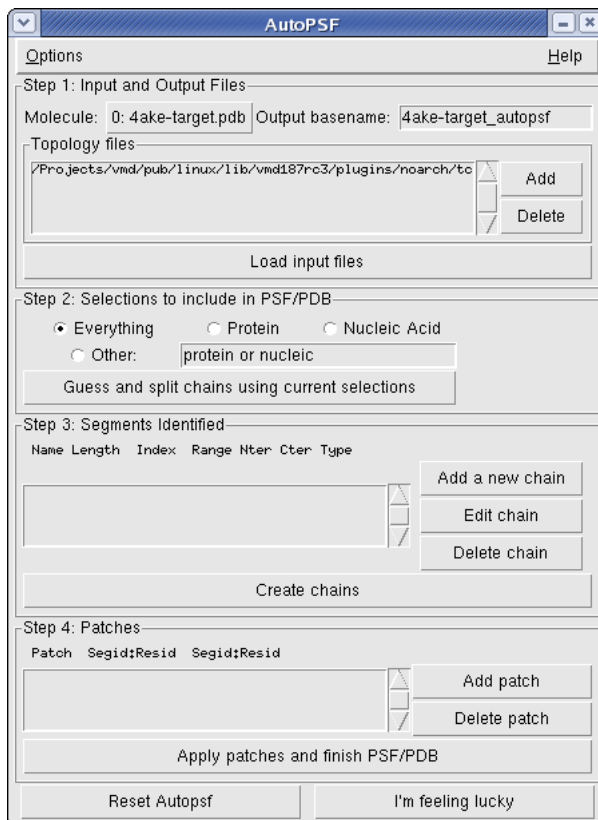 AutoPSF
Options Help
Step 1: Input and Output Files
Molecule: 0: 4ake-target.pdb Output basename: 4ake-target_autopsf
Topology files
/Projects/vmd/pub/linux/lib/vmd187rc3/plugins/noarch/tc
Add
Delete
Load input files
Step 2: Selections to include in PSF/PDB
Everything Protein Nucleic Acid
Other: protein or nucleic
Guess and split chains using current selections
Step 3: Segments Identified
Name Length Index Range Nter Cter Type
Add a new chain
Edit chain
Delete chain
Create chains
Step 4: Patches
Patch Segid:Resid Segid:Resid
Add patch
Delete patch
Apply patches and finish PSF/PDB
Reset Autopsf I'm feeling lucky